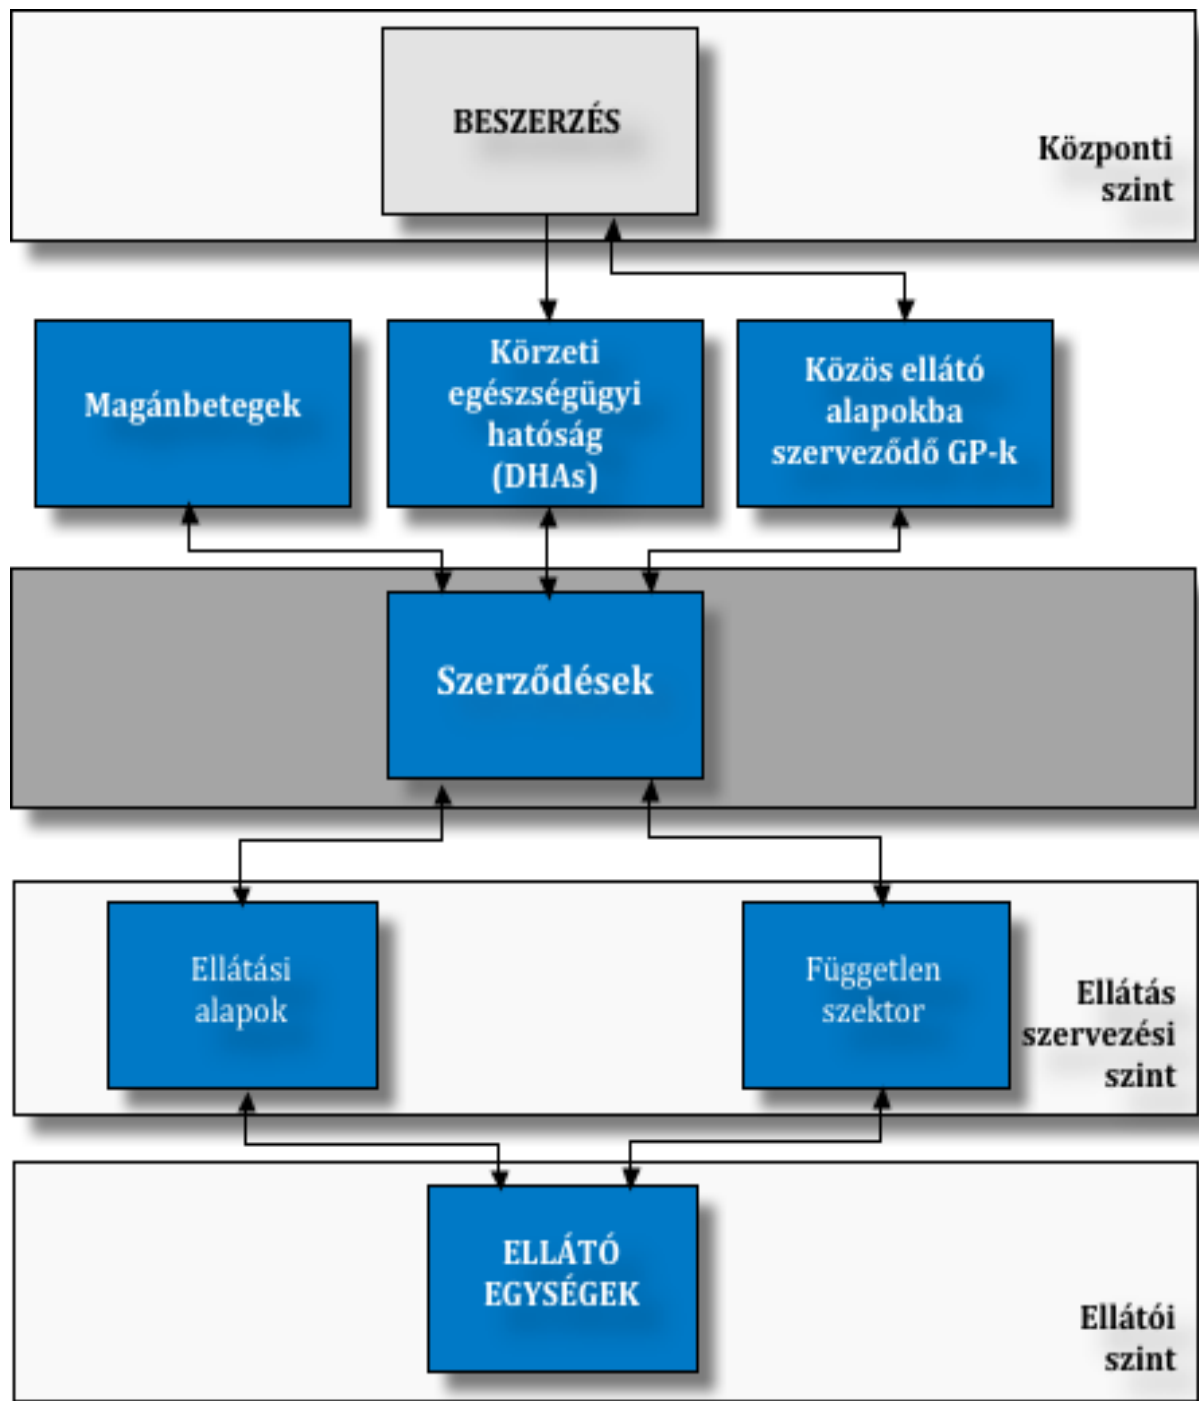 BESZERZÉS
Központi
szint
Magánbetegek
Körzeti
egészségügyi
hatóság
(DHAs)
Közös ellátó
alapokba
szerveződő GP-k
Szerződések
Ellátási
alapok
Független
szektor
Ellátás
szervezési
szint
ELLÁTÓ
EGYSÉGEK
Ellátói
szint